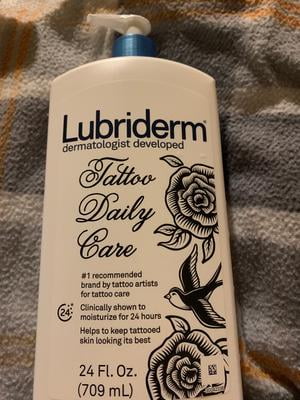 Lubriderm®
dermatologist developed
Tattoo
Daily
Care
#1 recommended
brand by tattoo artists
for tattoo care
24
Clinically shown to
moisturize for 24 hours
Helps to keep tattooed
skin looking its best
24 Fl. Oz.
(709 mL)